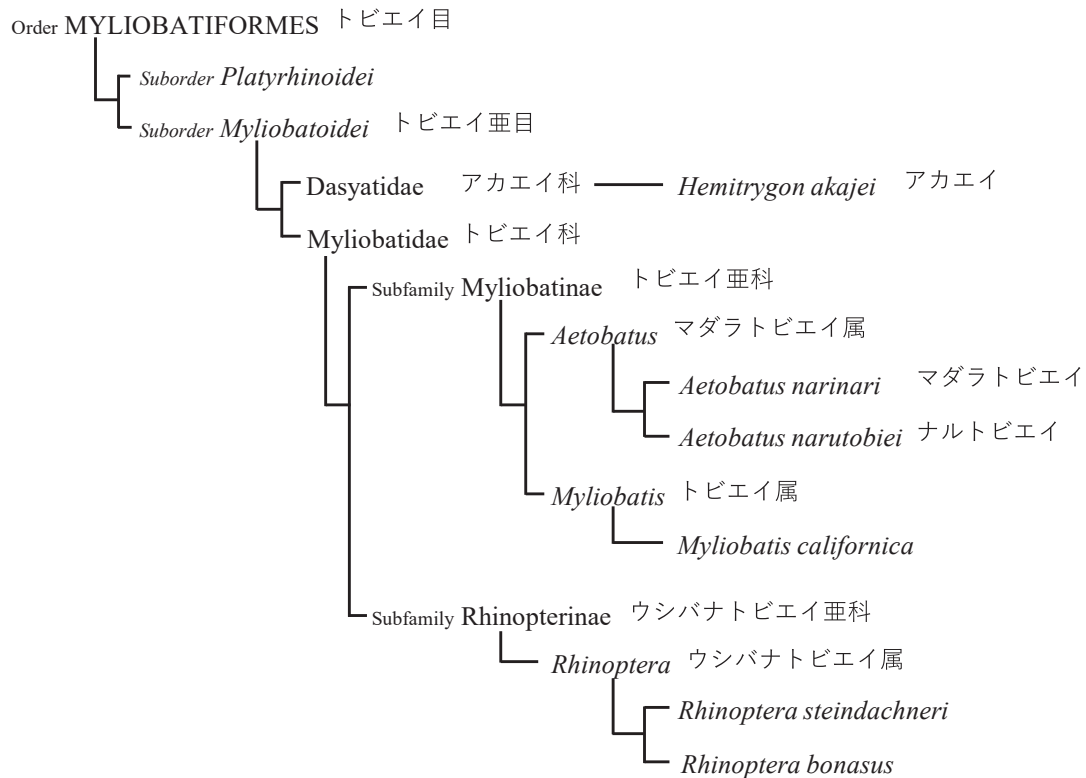 Order MYLIOBATIFORMES トビエイ目
Suborder Platyrhinoidei
Suborder Myliobatoidei トビエイ亜目
Dasyatidae アカエイ科 Hemitrygon akajei アカエイ
Myliobatidae トビエイ科
Subfamily Myliobatinae トビエイ亜科
Aetobatus マダラトビエイ属
Aetobatus narinari マダラトビエイ
Aetobatus narutobiei ナルトビエイ
Myliobatis トビエイ属
Myliobatis californica
Subfamily Rhinopterinae ウシバナトビエイ亜科
Rhinoptera ウシバナトビエイ属
Rhinoptera steindachneri
Rhinoptera bonasus